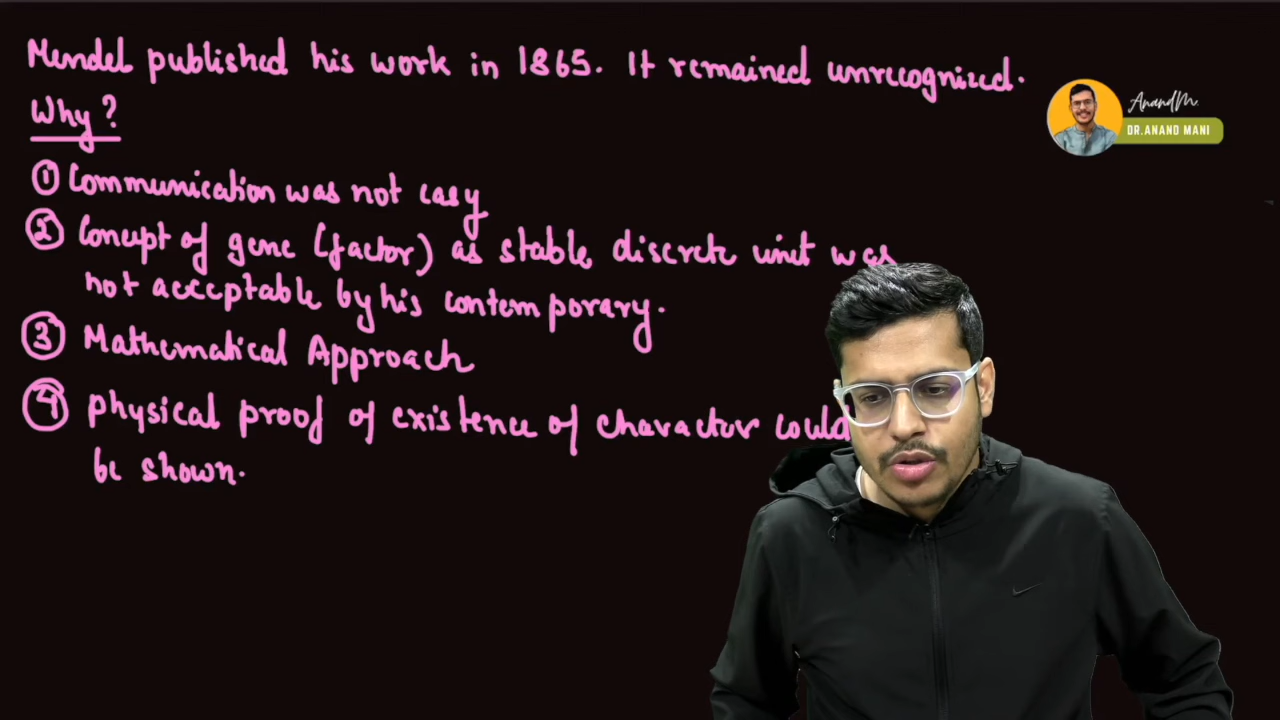 Mendel published his work in 1865. It remained unrecognized.
Why?
① Communication was not easy
② Concept of gene (factor) as stable discrete unit was
not acceptable by his contemporary.
③ Mathematical Approach
④ physical proof of existence of charactor could
be shown.
AnandM.
DR.ANAND MANI